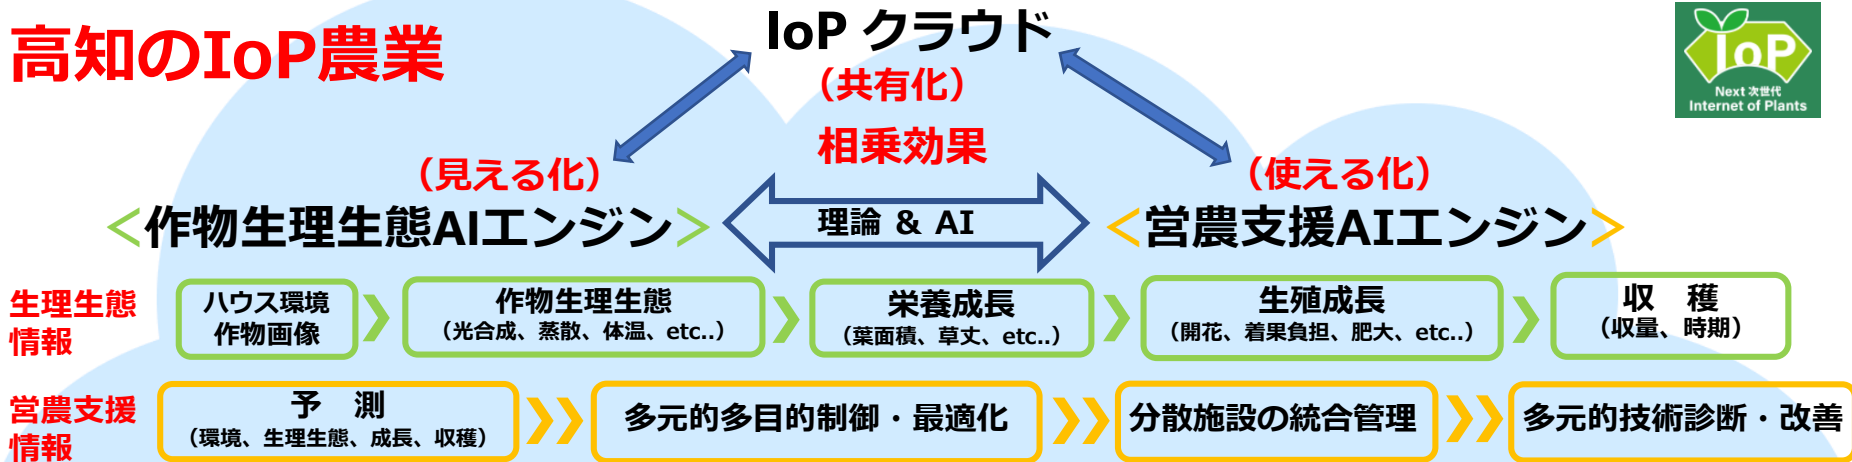 高知のIoP農業
IoP クラウド
（共有化）
相乗効果
IoP
Next 次世代
Internet of Plants
（見える化）
（使える化）
＜作物生理生態AIエンジン＞
理論 ＆ AI
＜営農支援AIエンジン＞
生理生態
情報
ハウス環境
作物画像
作物生理生態
（光合成、蒸散、体温、etc..）
栄養成長
（葉面積、草丈、etc..）
生殖成長
（開花、着果負担、肥大、etc..）
収　穫
（収量、時期）
営農支援
情報
予　測
（環境、生理生態、成長、収穫）
多元的多目的制御・最適化
分散施設の統合管理
多元的技術診断・改善